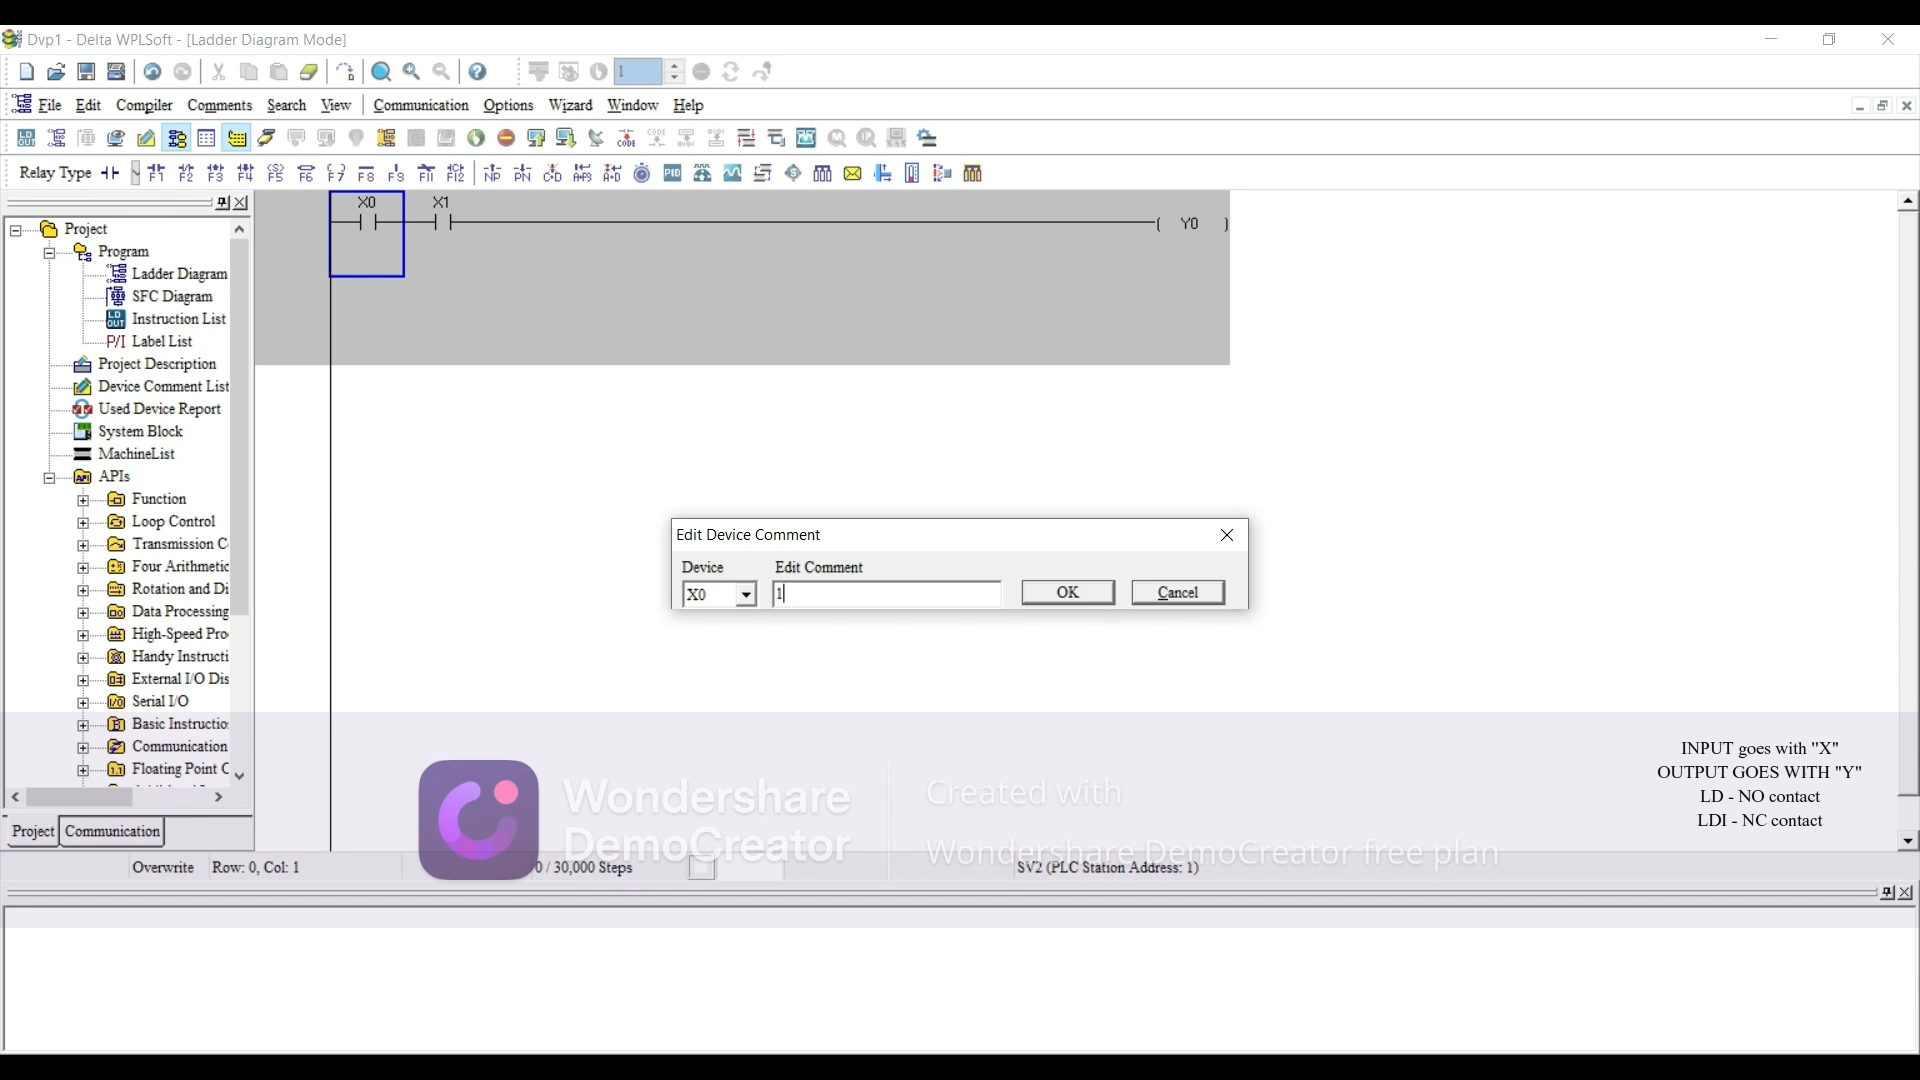 Dvp1 - Delta WPLSoft - [Ladder Diagram Mode]
1
File Edit Compiler Comments Search View Communication Options Wizard Window Help
Relay Type
X0 X1
Y0
Project
Program
Ladder Diagram
SFC Diagram
LD OUT Instruction List
P/I Label List
Project Description
Device Comment List
Used Device Report
System Block
MachineList
APIs
Function
Loop Control
Transmission C
Four Arithmetic
Rotation and Di
Data Processing
High-Speed Pro
Handy Instructi
External I/O Dis
Serial I/O
Basic Instructio
Communication
Floating Point C
Edit Device Comment
Device Edit Comment
X0 1 OK Cancel
INPUT goes with "X"
OUTPUT GOES WITH "Y"
LD - NO contact
LDI - NC contact
Wondershare
DemoCreator
Created with
Wondershare DemoCreator free plan
Project Communication
Overwrite Row: 0, Col: 1 0 / 30,000 Steps SV2 (PLC Station Address: 1)